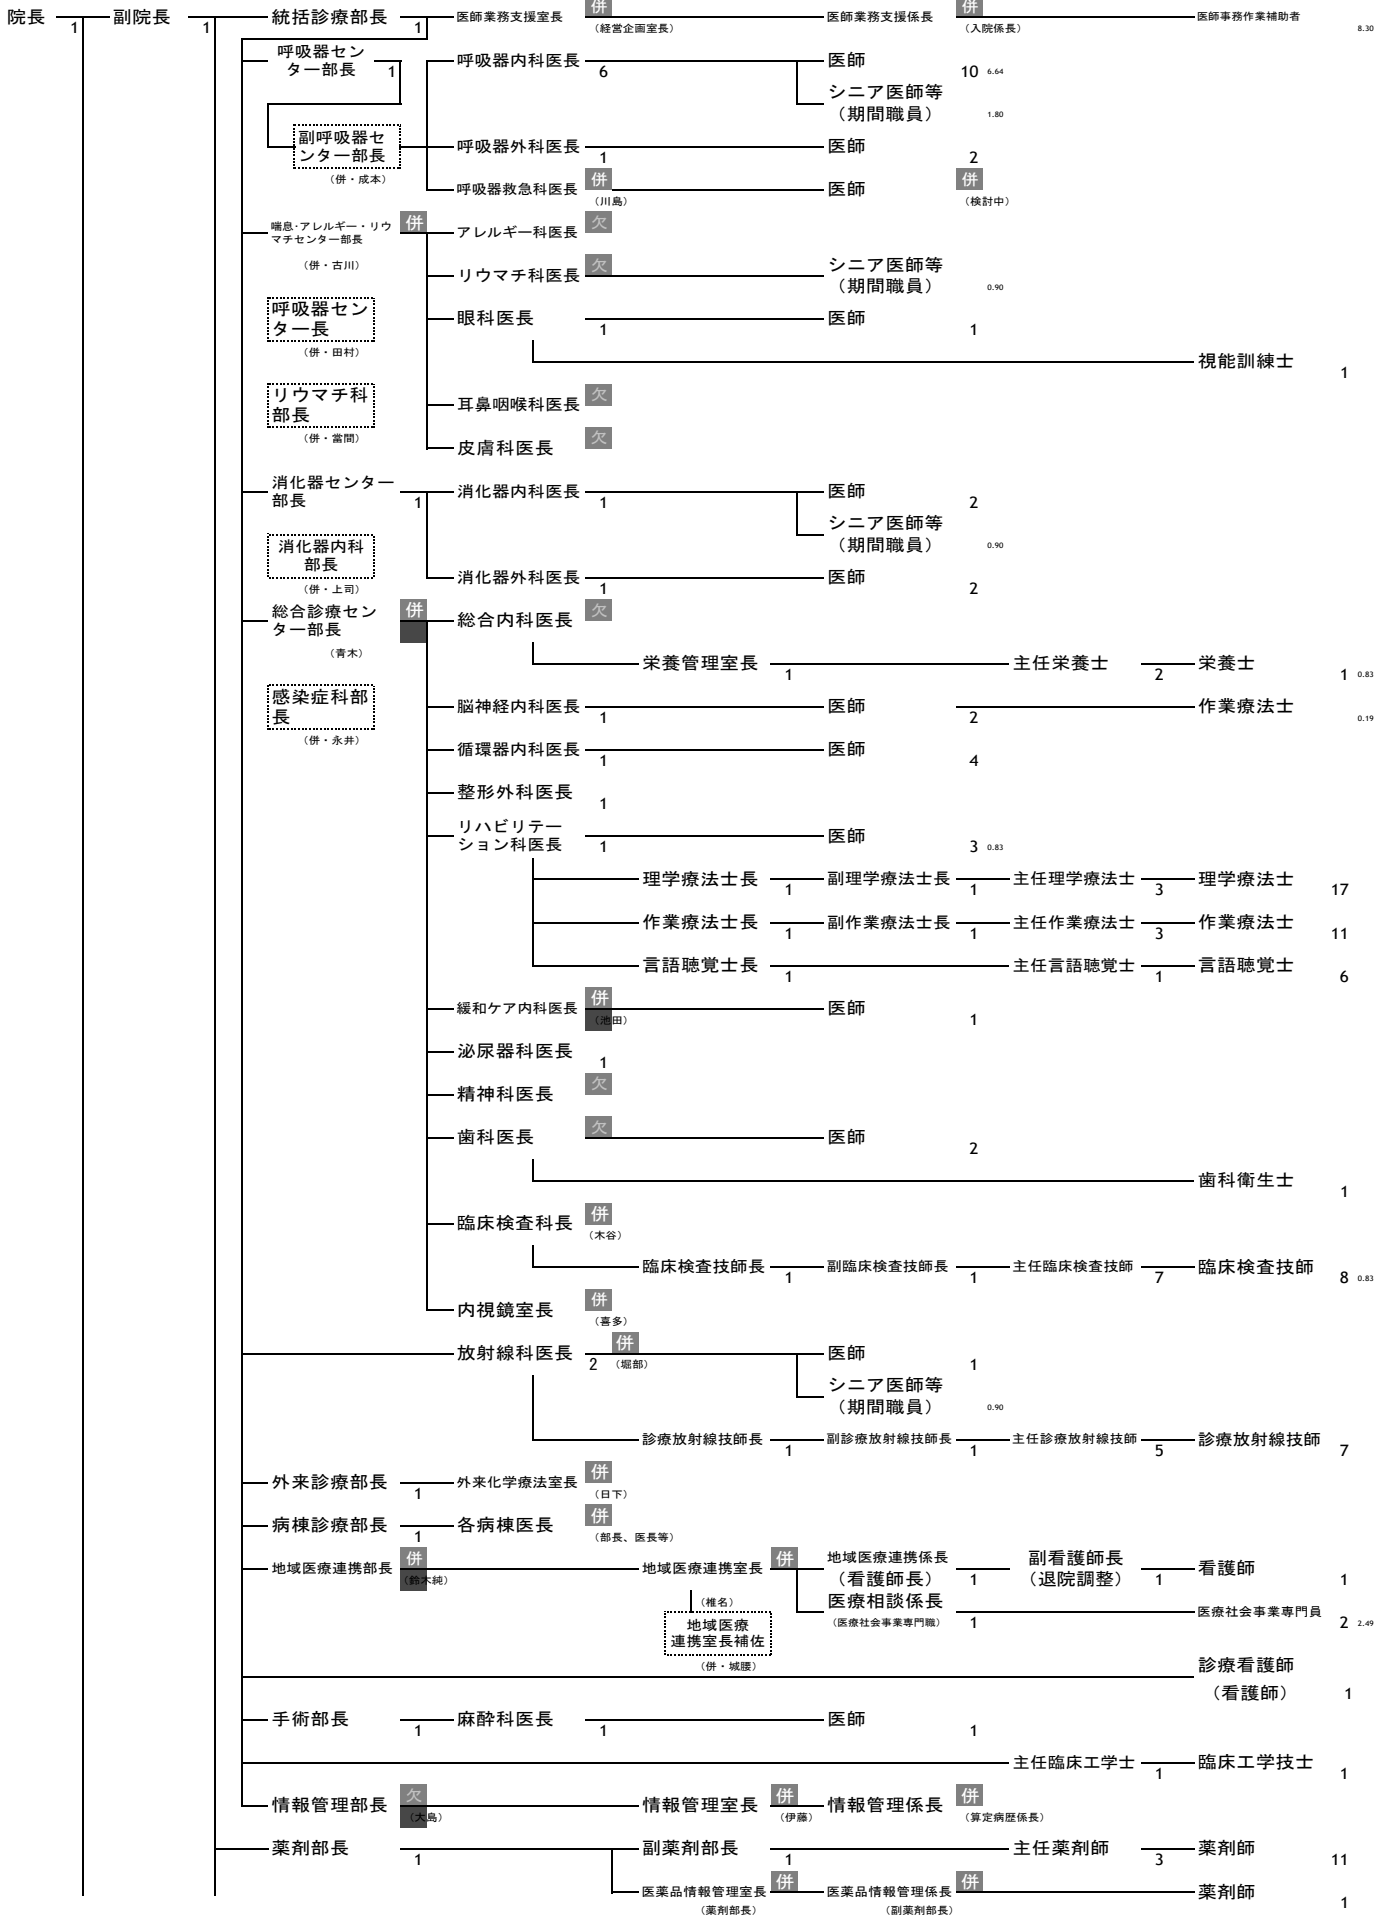 院長 1 副院長 1 統括診療部長 1 医師業務支援室長 併 医師業務支援係長 併 医師事務作業補助者 8.30
（経営企画室長） （入院係長）
呼吸器セン
ター部長 1 呼吸器内科医長 6 医師 10 6.64
シニア医師等
（期間職員） 1.80
副呼吸器セ
ンター部長 呼吸器外科医長 1 医師 2
（併・成本）
呼吸器救急科医長 併 医師 併
（川島） （検討中）
喘息・アレルギー・リウ
マチセンター部長 併 アレルギー科医長 欠
（併・古川）
リウマチ科医長 欠 シニア医師等
（期間職員） 0.90
呼吸器セン
ター長 眼科医長 1 医師 1
（併・田村）
視能訓練士 1
リウマチ科
部長 耳鼻咽喉科医長 欠
（併・當間）
皮膚科医長 欠
消化器センター
部長 1 消化器内科医長 1 医師 2
シニア医師等
（期間職員） 0.90
消化器内科
部長
（併・上司）
消化器外科医長 1 医師 2
総合診療セン
ター部長 併 総合内科医長 欠
（青木）
栄養管理室長 1 主任栄養士 2 栄養士 1 0.83
感染症科部
長 脳神経内科医長 1 医師 2 作業療法士 0.19
（併・永井）
循環器内科医長 1 医師 4
整形外科医長 1
リハビリテー
ション科医長 1 医師 3 0.83
理学療法士長 1 副理学療法士長 1 主任理学療法士 3 理学療法士 17
作業療法士長 1 副作業療法士長 1 主任作業療法士 3 作業療法士 11
言語聴覚士長 1 主任言語聴覚士 1 言語聴覚士 6
緩和ケア内科医長 併 医師 1
（池田）
泌尿器科医長 1
精神科医長 欠
歯科医長 欠 医師 2
歯科衛生士 1
臨床検査科長 併
（木谷）
臨床検査技師長 1 副臨床検査技師長 1 主任臨床検査技師 7 臨床検査技師 8 0.83
内視鏡室長 併
（喜多）
放射線科医長 2 併 医師 1
（堀部）
シニア医師等
（期間職員） 0.90
診療放射線技師長 1 副診療放射線技師長 1 主任診療放射線技師 5 診療放射線技師 7
外来診療部長 1 外来化学療法室長 併
（日下）
病棟診療部長 1 各病棟医長 併
（部長、医長等）
地域医療連携部長 併 地域医療連携室長 併 地域医療連携係長
（看護師長） 1 副看護師長
（退院調整） 1 看護師 1
（鈴木純）
（椎名） 医療相談係長
（医療社会事業専門職） 1 医療社会事業専門員 2 2.49
地域医療
連携室長補佐
（併・城腰）
診療看護師
（看護師） 1
手術部長 1 麻酔科医長 1 医師 1
主任臨床工学士 1 臨床工学技士 1
情報管理部長 欠 情報管理室長 併 情報管理係長 併
（大島） （伊藤） （算定病歴係長）
薬剤部長 1 副薬剤部長 1 主任薬剤師 3 薬剤師 11
医薬品情報管理室長 併 医薬品情報管理係長 併 薬剤師 1
（薬剤部長） （副薬剤部長）